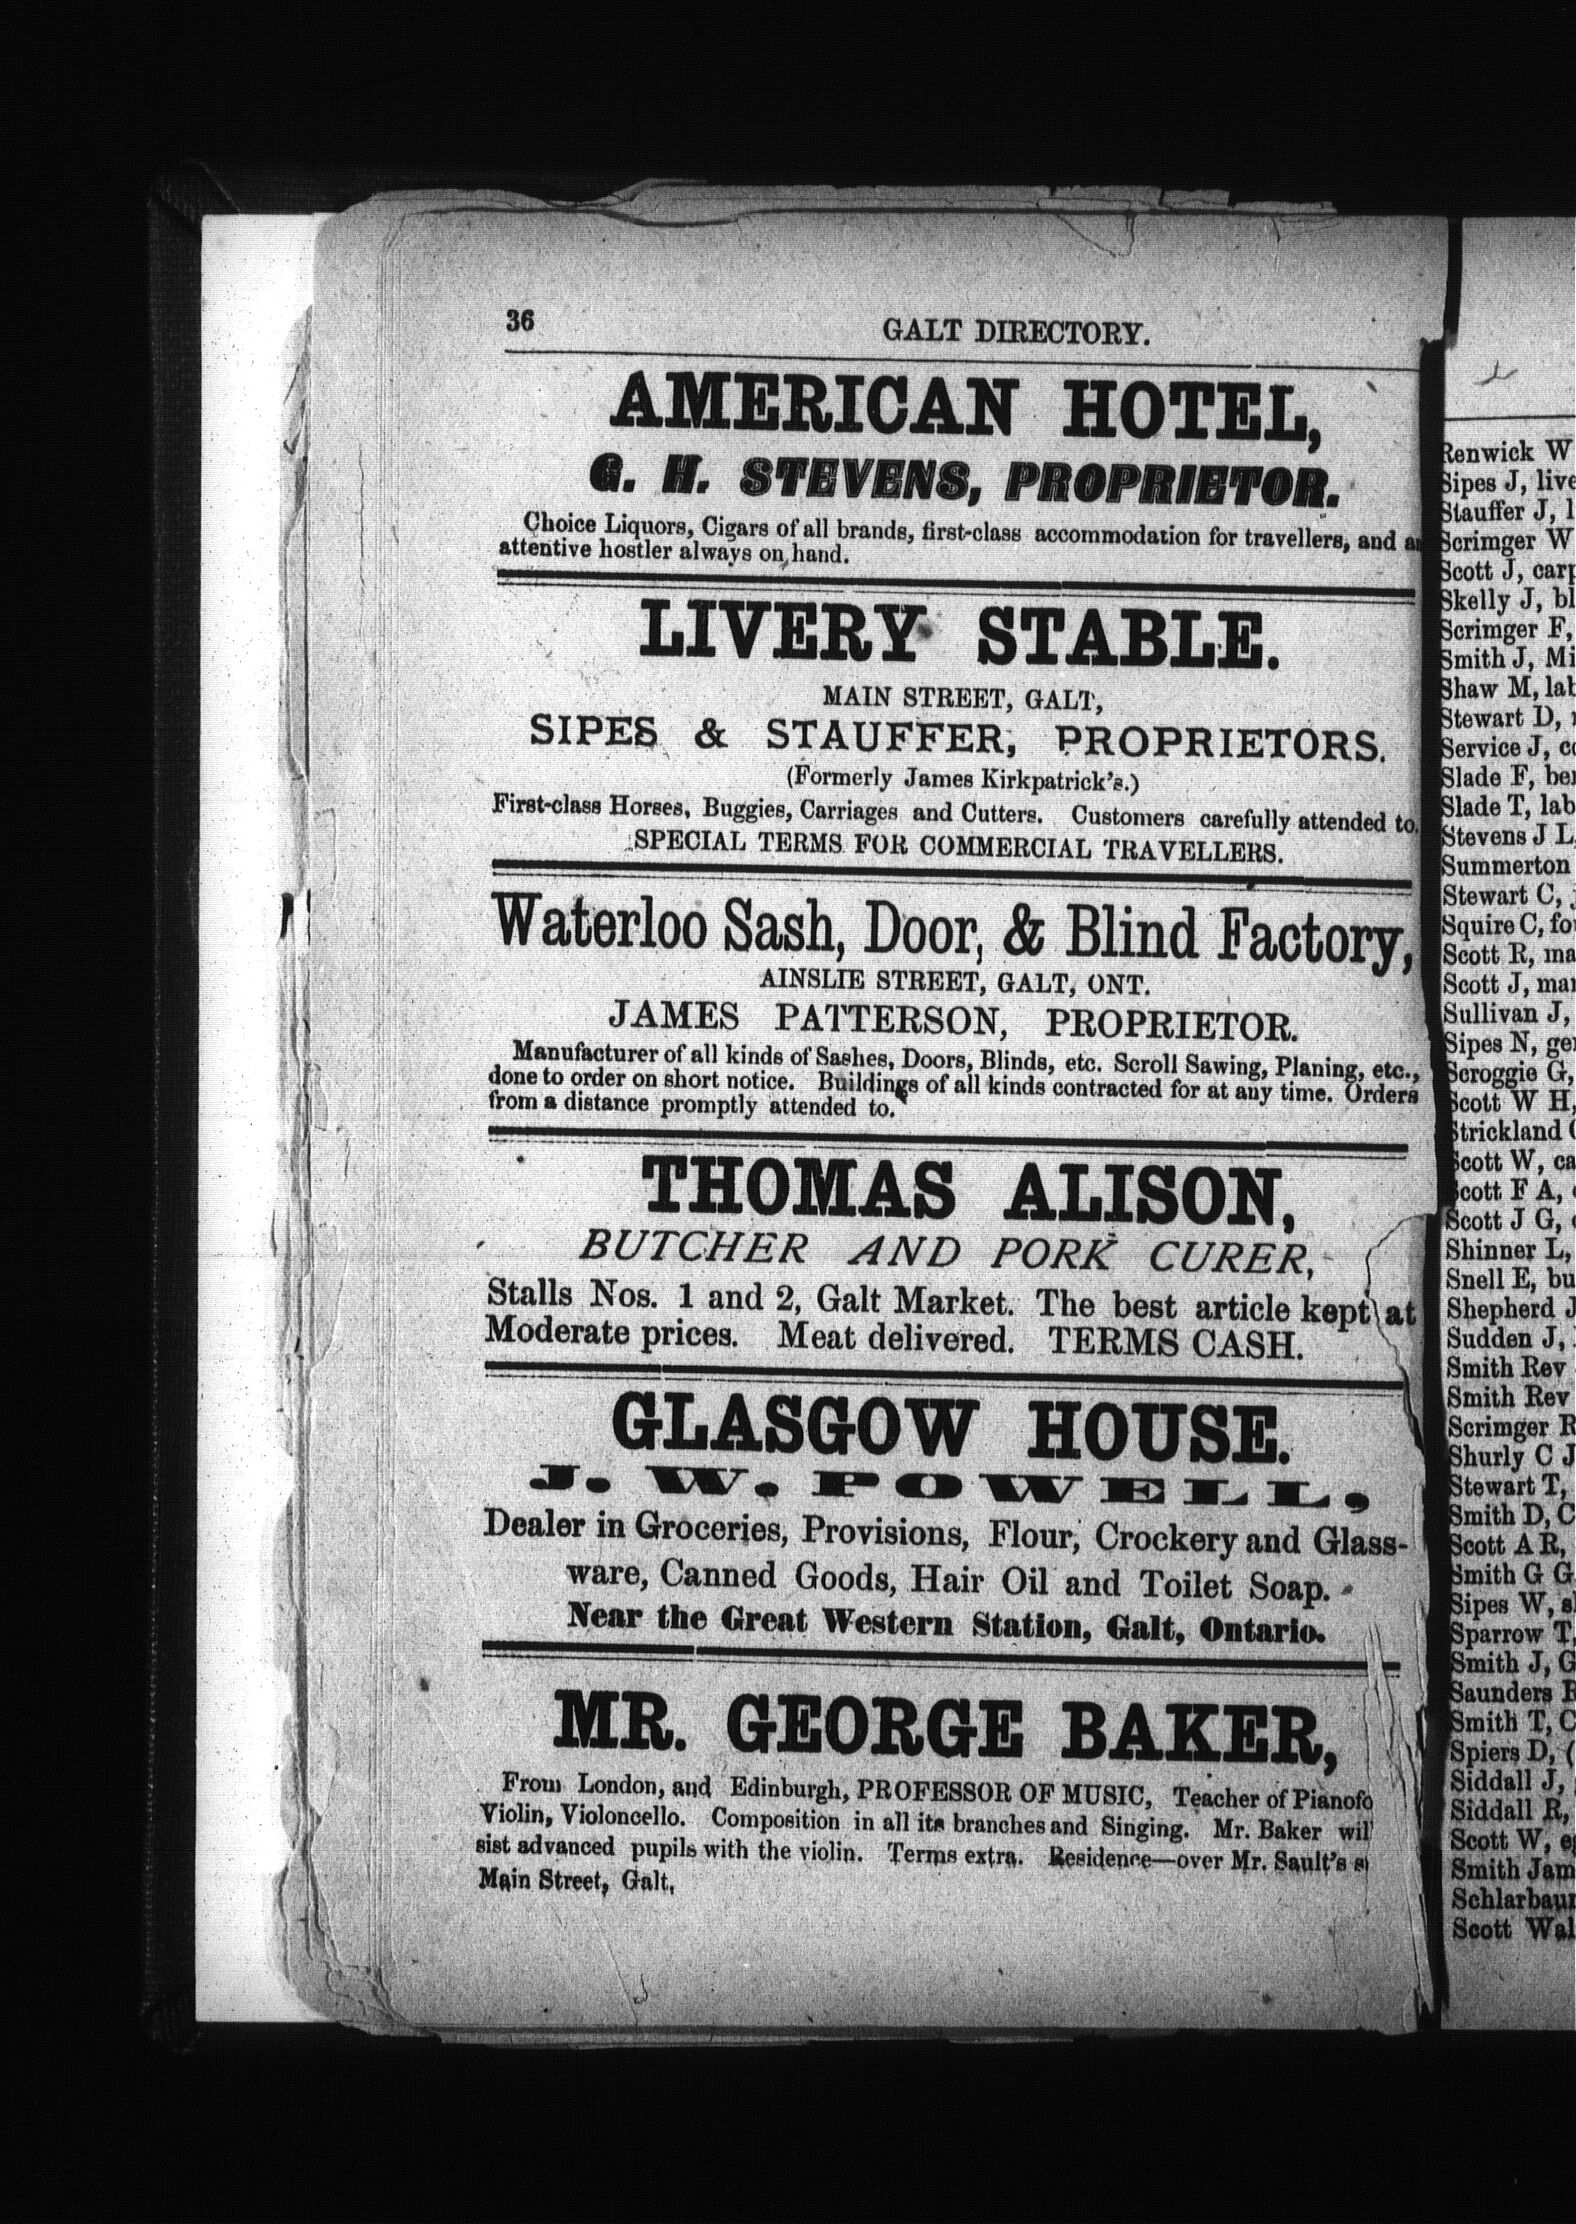 36
GALT DIRECTORY.
AMERICAN HOTEL,
G. H. STEVENS, PROPRIETOR.
Choice Liquors, Cigars of all brands, first-class accommodation for travellers, and
attentive hostler always on hand.
LIVERY STABLE.
MAIN STREET, GALT,
SIPES & STAUFFER, PROPRIETORS.
(Formerly James Kirkpatrick's.)
First-class Horses, Buggies, Carriages and Cutters. Customers carefully attended to.
SPECIAL TERMS FOR COMMERCIAL TRAVELLERS.
Waterloo Sash, Door, & Blind Factory,
AINSLIE STREET, GALT, ONT.
JAMES PATTERSON, PROPRIETOR.
Manufacturer of all kinds of Sashes, Doors, Blinds, etc. Scroll Sawing, Planing, etc.,
done to order on short notice. Buildings of all kinds contracted for at any time. Orders
from a distance promptly attended to.
THOMAS ALISON,
BUTCHER AND PORK CURER,
Stalls Nos. 1 and 2, Galt Market. The best article kept at
Moderate prices. Meat delivered. TERMS CASH.
GLASGOW HOUSE.
J. W. POWELL,
Dealer in Groceries, Provisions, Flour, Crockery and Glass-
ware, Canned Goods, Hair Oil and Toilet Soap.
Near the Great Western Station, Galt, Ontario.
MR. GEORGE BAKER,
From London, and Edinburgh, PROFESSOR OF MUSIC, Teacher of Pianofo
Violin, Violoncello. Composition in all its branches and Singing. Mr. Baker wil
sist advanced pupils with the violin. Terms extra. Residence—over Mr. Sault's
Main Street, Galt,
Renwick W
Sipes J, live
Stauffer J, l
Scrimger W
Scott J, carp
Skelly J, bl
Scrimger F,
Smith J, Mi
Shaw M, lab
Stewart D,
Service J, co
Slade F, ben
Slade T, lab
Stevens J L,
Summerton
Stewart C, j
Squire C, fou
Scott R, ma
Scott J, mar
Sullivan J,
Sipes N, gen
Scroggie G,
Scott W H,
Strickland
Scott W, ca
Scott F A,
Scott J G,
Shinner L,
Snell E, bu
Shepherd J
Sudden J,
Smith Rev
Smith Rev
Scrimger R
Shurly C J
Stewart T,
Smith D, C
Scott A R,
Smith G G
Sipes W, sl
Sparrow T,
Smith J, G
Saunders R
Smith T, C
Spiers D, (
Siddall J,
Siddall R,
Scott W,
Smith Jam
Schlarbaum
Scott Wal